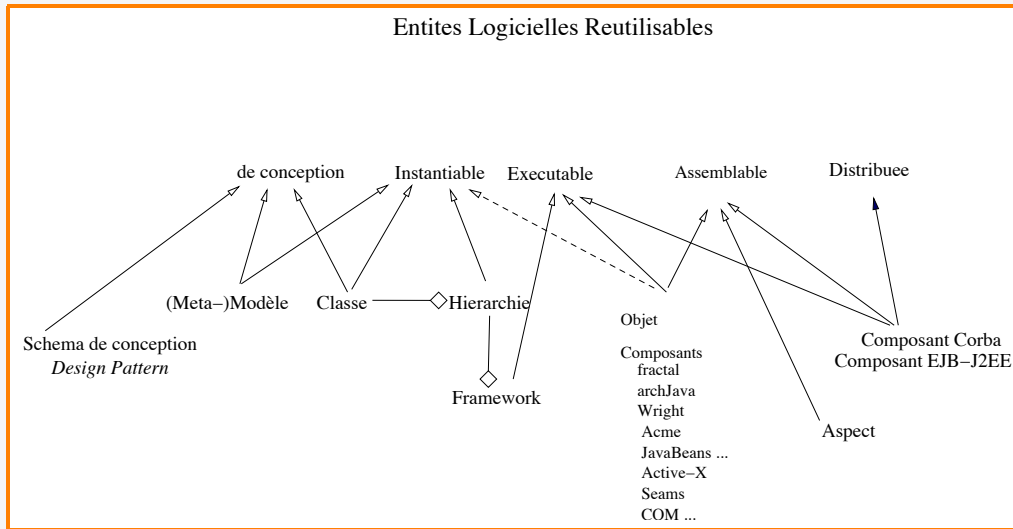 Entites Logicielles Reutilisables
de conception
Instantiable
Executable
Assemblable
Distribuee
(Meta−)Modèle
Classe
Hierarchie
Objet
Schema de conception
Design Pattern
Composants
fractal
archJava
Wright
Acme
JavaBeans ...
Active−X
Seams
COM ...
Composant Corba
Composant EJB−J2EE
Framework
Aspect